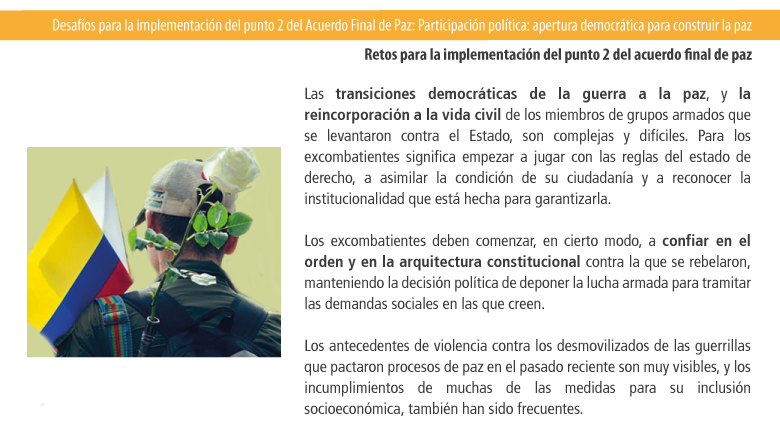 Desafíos para la implementación del punto 2 del Acuerdo Final de Paz: Participación política: apertura democrática para construir la paz
Retos para la implementación del punto 2 del acuerdo final de paz
Las transiciones democráticas de la guerra a la paz, y la
reincorporación a la vida civil de los miembros de grupos armados que
se levantaron contra el Estado, son complejas y difíciles. Para los
excombatientes significa empezar a jugar con las reglas del estado de
derecho, a asimilar la condición de su ciudadanía y a reconocer la
institucionalidad que está hecha para garantizarla.
Los excombatientes deben comenzar, en cierto modo, a confiar en el
orden y en la arquitectura constitucional contra la que se rebelaron,
manteniendo la decisión política de deponer la lucha armada para tramitar
las demandas sociales en las que creen.
Los antecedentes de violencia contra los desmovilizados de las guerrillas
que pactaron procesos de paz en el pasado reciente son muy visibles, y los
incumplimientos de muchas de las medidas para su inclusión
socioeconómica, también han sido frecuentes.